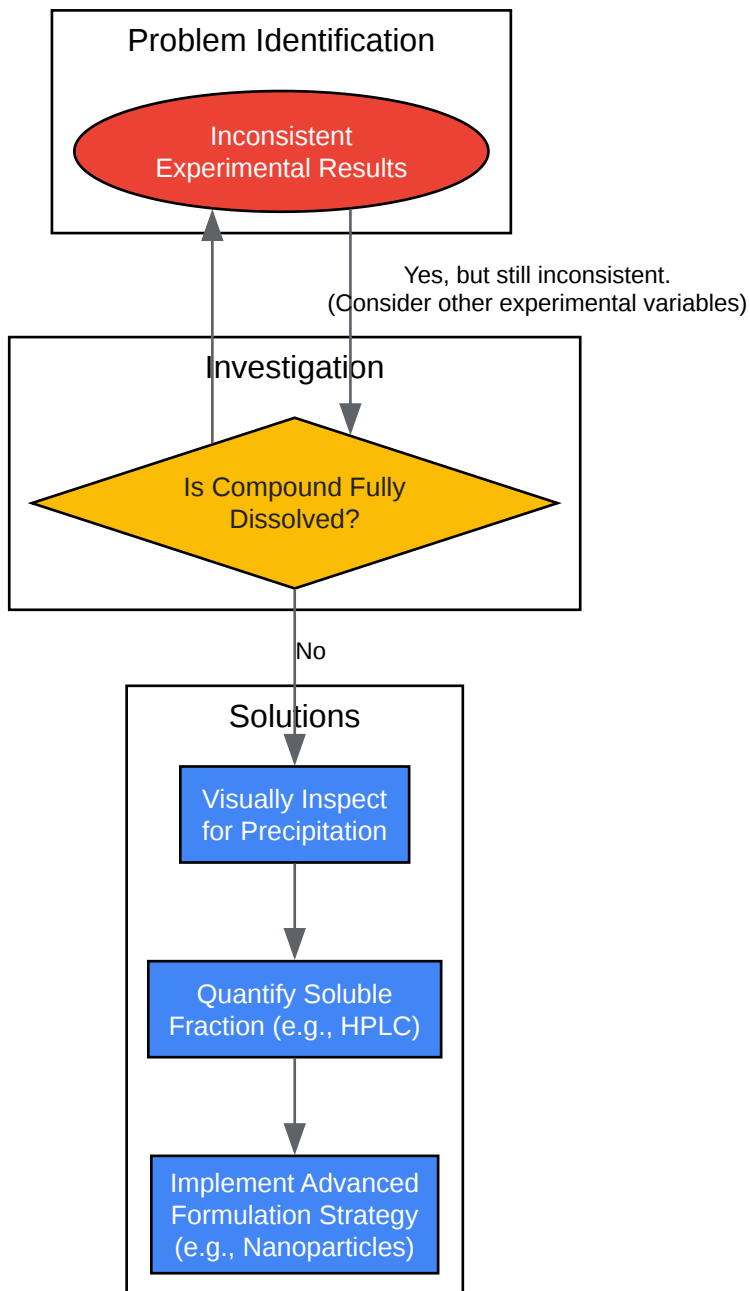 Problem Identification
Inconsistent
Experimental Results
Yes, but still inconsistent.
(Consider other experimental variables)
Investigation
Is Compound Fully
Dissolved?
No
Solutions
Visually Inspect
for Precipitation
Quantify Soluble
Fraction (e.g., HPLC)
Implement Advanced
Formulation Strategy
(e.g., Nanoparticles)